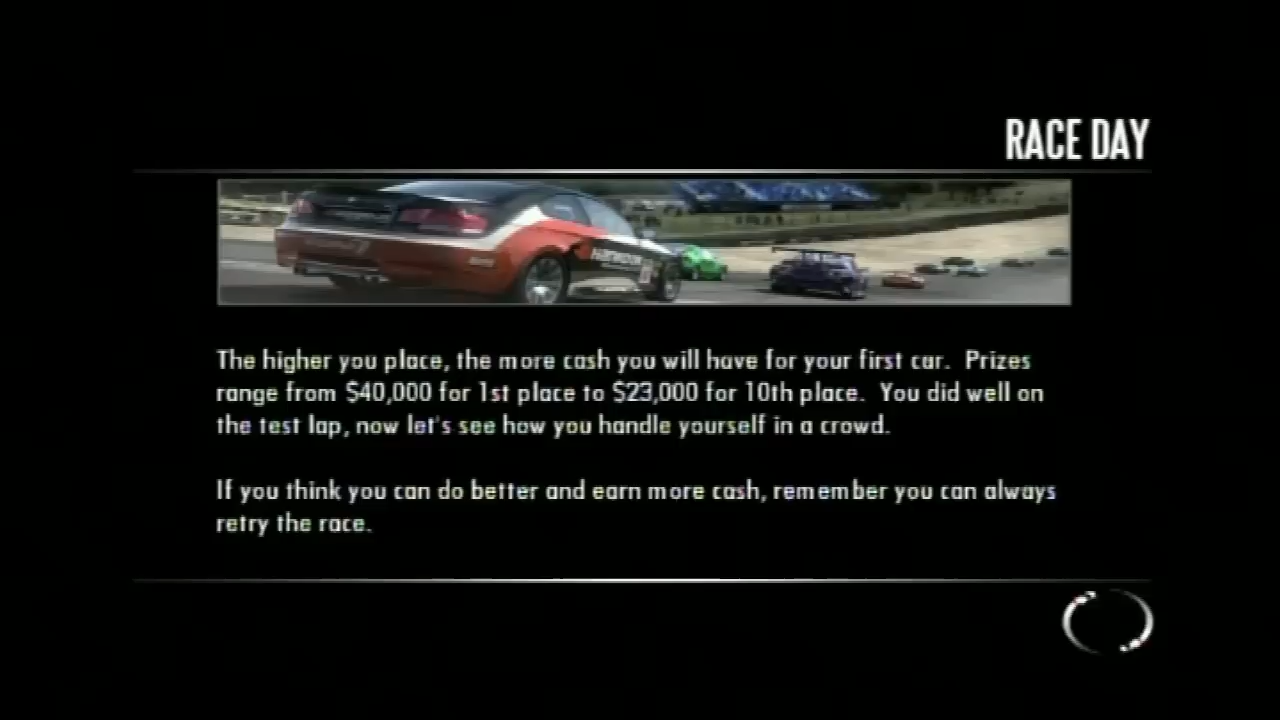 RACE DAY
The higher you place, the more cash you will have for your first car.  Prizes
range from $40,000 for 1st place to $23,000 for 10th place.  You did well on
the test lap, now let's see how you handle yourself in a crowd.
If you think you can do better and earn more cash, remember you can always
retry the race.